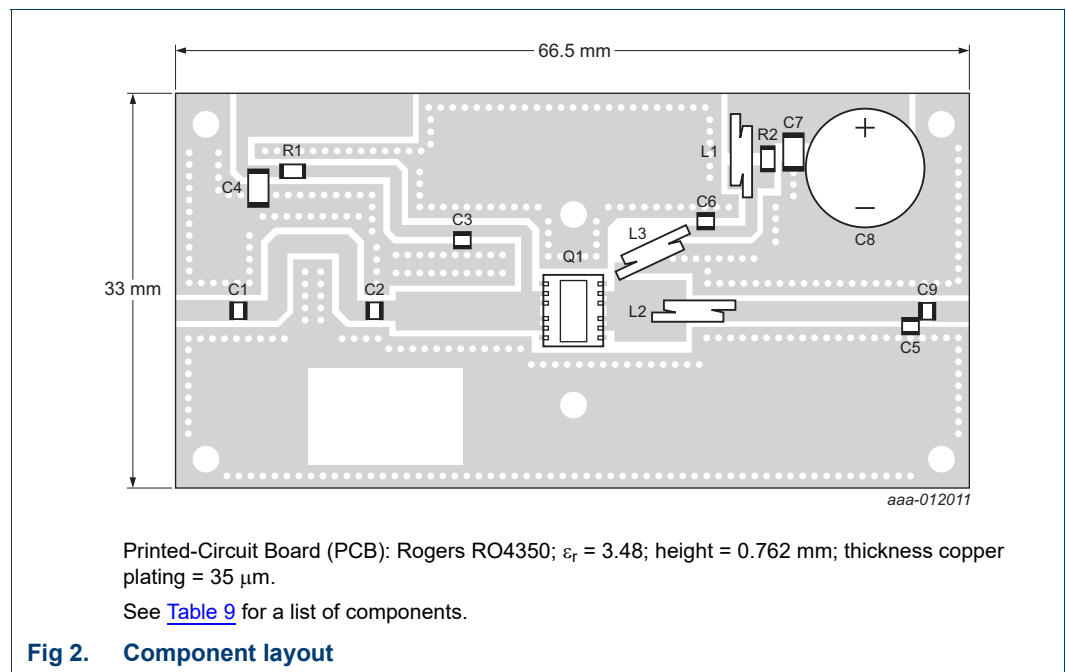 66.5 mm
33 mm
R1
C4
C3
L1
R2
C7
+
−
C8
C6
L3
Q1
C1
C2
L2
C9
C5
aaa-012011
Printed-Circuit Board (PCB): Rogers RO4350; εr = 3.48; height = 0.762 mm; thickness copper
plating = 35 μm.
See Table 9 for a list of components.
Fig 2. Component layout